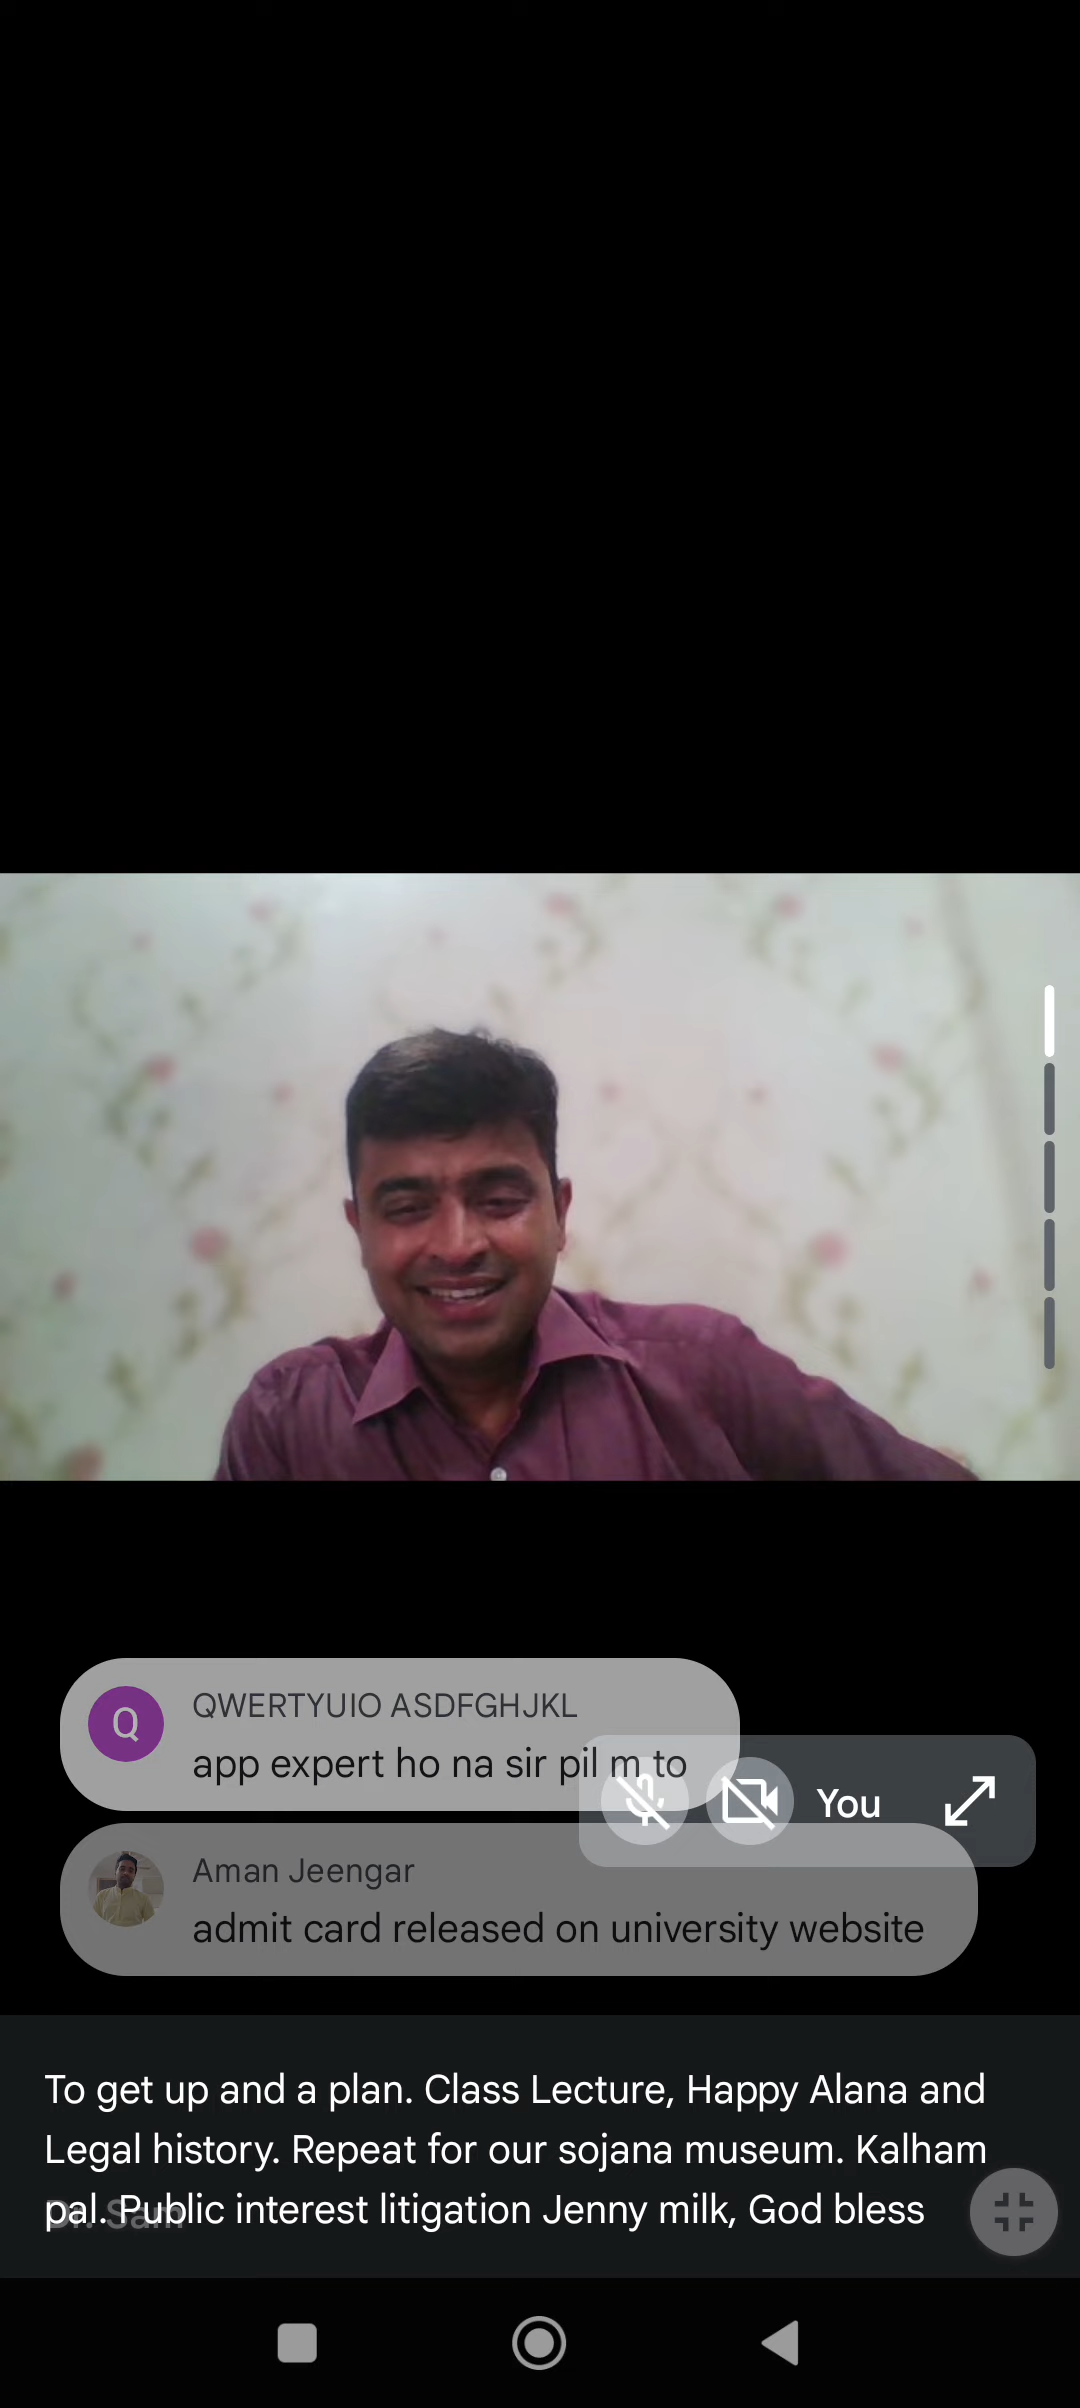 QWERTYUIO ASDFGHJKL
app expert ho na sir pil m to
You
Aman Jeengar
admit card released on university website
To get up and a plan. Class Lecture, Happy Alana and
Legal history. Repeat for our sojana museum. Kalham
pal. Public interest litigation Jenny milk, God bless
Dr. Sam
Q